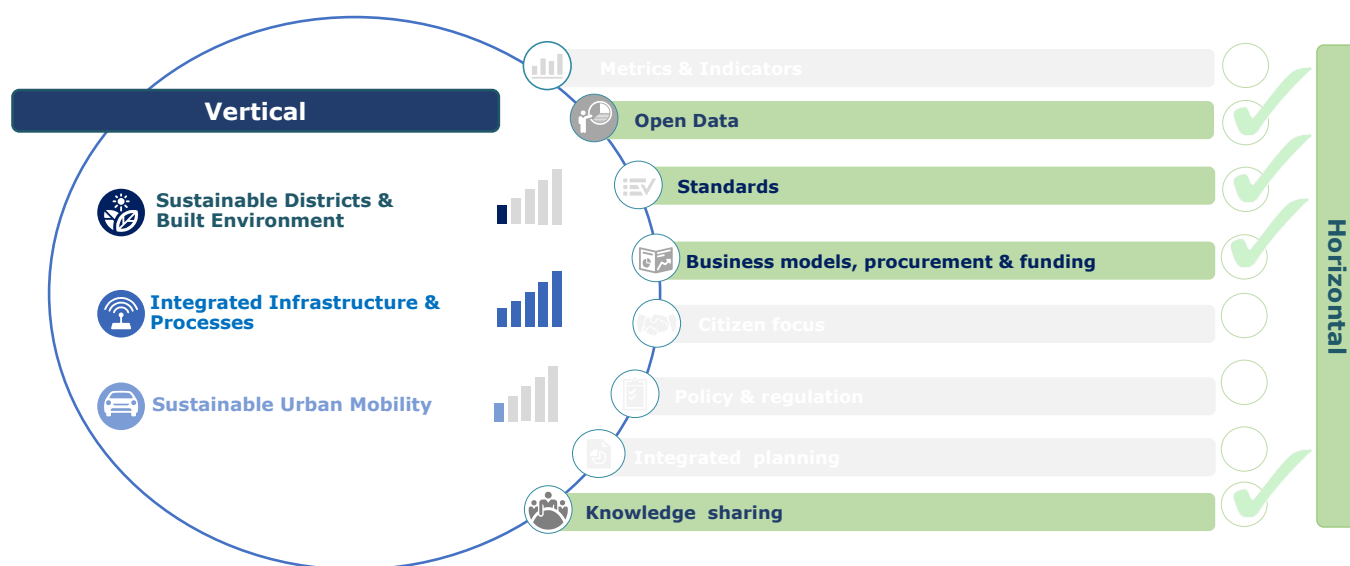 Vertical
Sustainable Districts &
Built Environment
Integrated Infrastructure &
Processes
Sustainable Urban Mobility
Metrics & Indicators
Open Data
Standards
Business models, procurement & funding
Citizen focus
Policy & regulation
Integrated planning
Knowledge sharing
Horizontal